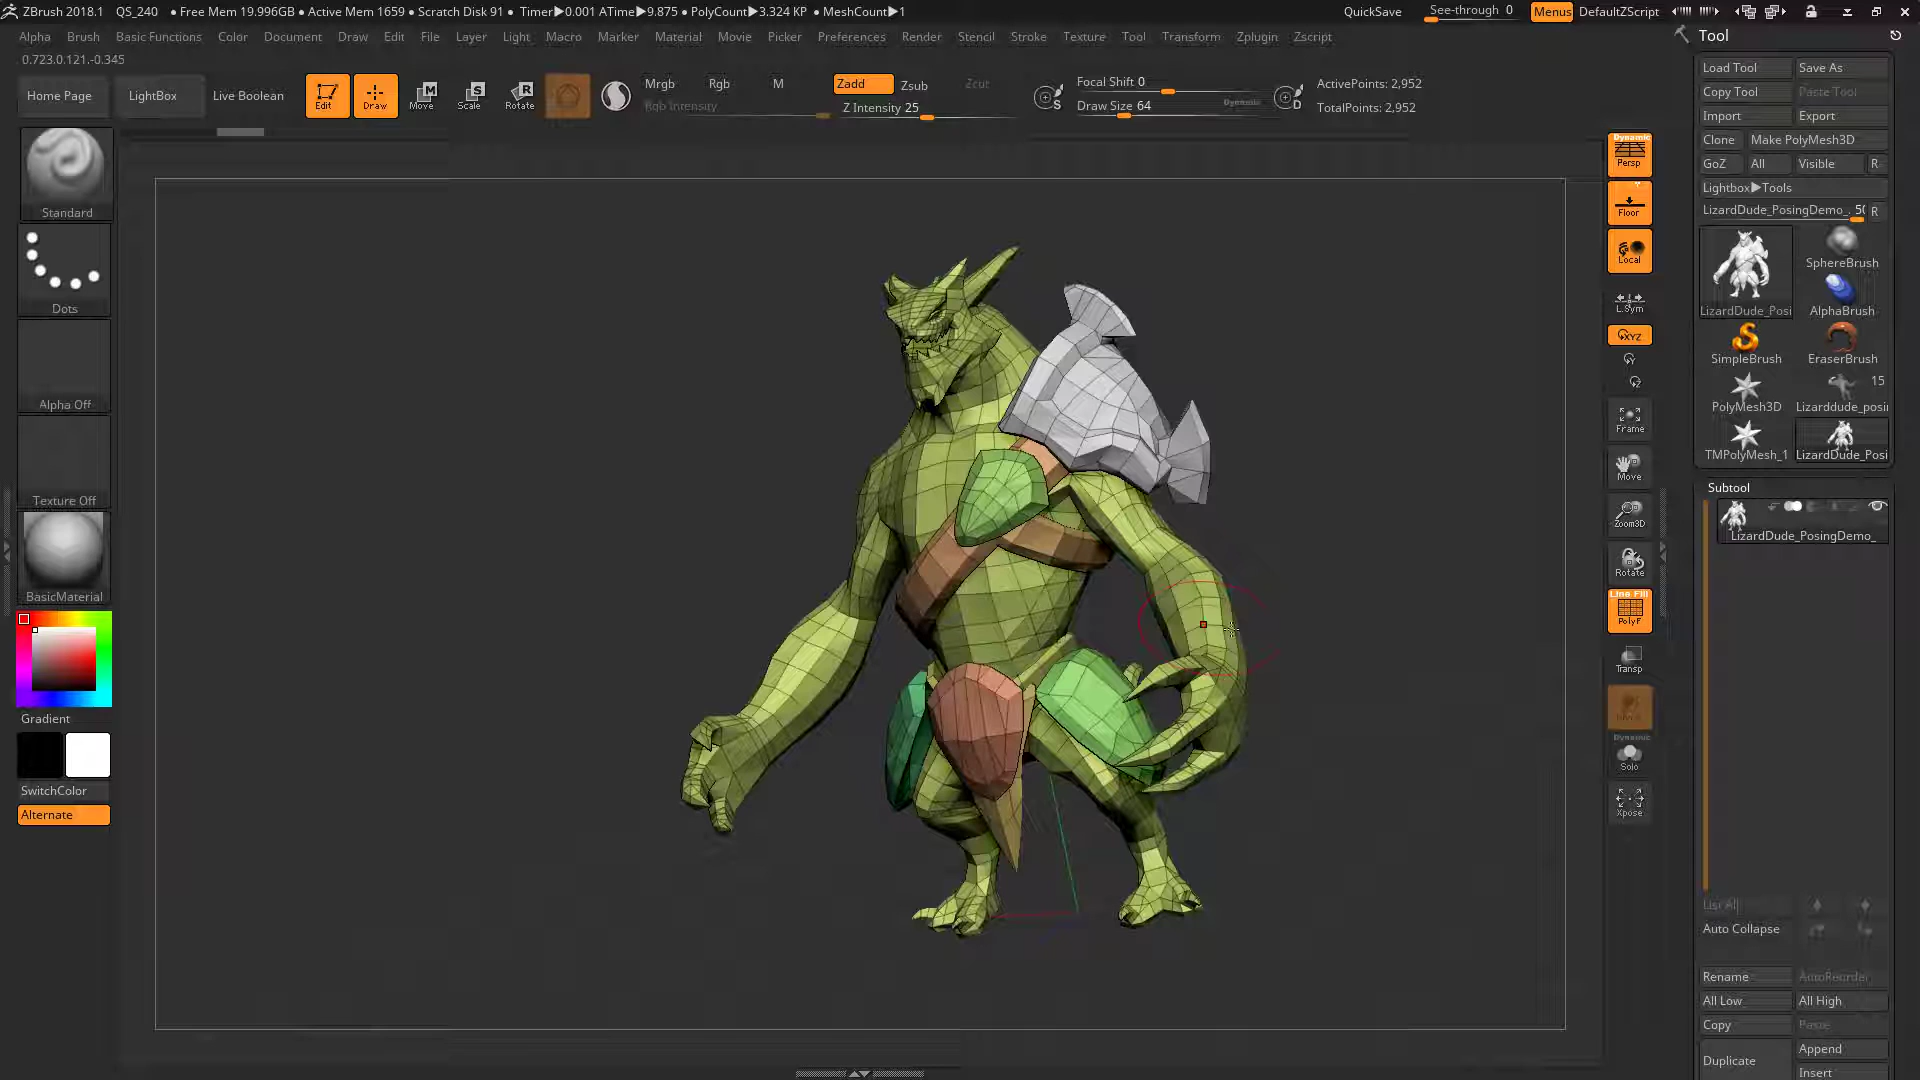 ZBrush 2018.1 QS_240 ● Free Mem 19.996GB ● Active Mem 1659 ● Scratch Disk 91 ● Timer▶0.001 ATime▶9.875 ● PolyCount▶3.324 KP ● MeshCount▶1 QuickSave See-through 0 Menus DefaultZScript
Alpha Brush Basic Functions Color Document Draw Edit File Layer Light Macro Marker Material Movie Picker Preferences Render Stencil Stroke Texture Tool Transform Zplugin Zscript
0.723,0.121,-0.345
Home Page LightBox Live Boolean Edit Draw Move Scale Rotate
Mrgb Rgb M Zadd Zsub Zcut
Rgb Intensity Z Intensity 25
S Focal Shift 0
Draw Size 64 Dynamic D
ActivePoints: 2,952
TotalPoints: 2,952
Standard
Dots
Alpha Off
Texture Off
BasicMaterial
Gradient
SwitchColor
Alternate
Dynamic
Persp
Floor
Local
L.Sym
XYZ
Y
Z
Frame
Move
Zoom3D
Rotate
Line Fill
PolyF
Transp
Dynamic
Solo
Xpose
Tool
Load Tool Save As
Copy Tool Paste Tool
Import Export
Clone Make PolyMesh3D
GoZ All Visible R
Lightbox▶Tools
LizardDude_PosingDemo_. 50 R
SphereBrush
LizardDude_Posi AlphaBrush
SimpleBrush EraserBrush
15
PolyMesh3D Lizarddude_posi
TMPolyMesh_1 LizardDude_Posi
Subtool
LizardDude_PosingDemo_
List All
Auto Collapse
Rename AutoReorder
All Low All High
Copy Paste
Duplicate Append
Insert